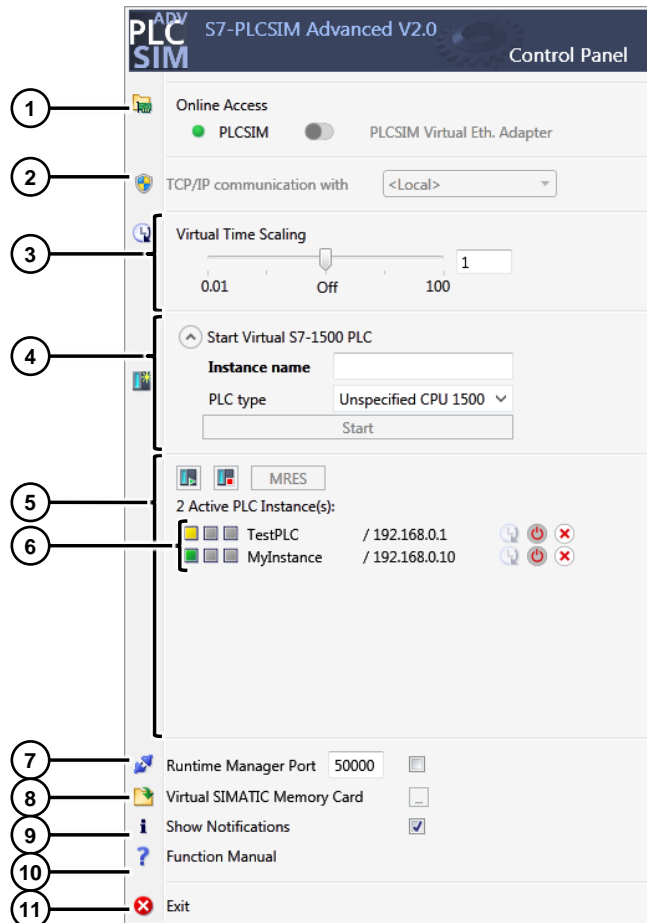 ADV
PLC
SIM
S7-PLCSIM Advanced V2.0
Control Panel
1
Online Access
PLCSIM PLCSIM Virtual Eth. Adapter
2
TCP/IP communication with <Local>
3
Virtual Time Scaling
1
0.01 Off 100
4
Start Virtual S7-1500 PLC
Instance name
PLC type Unspecified CPU 1500
Start
5
MRES
2 Active PLC Instance(s):
6
TestPLC / 192.168.0.1
MyInstance / 192.168.0.10
7
Runtime Manager Port 50000
8
Virtual SIMATIC Memory Card ...
9
i Show Notifications
10
? Function Manual
11
Exit